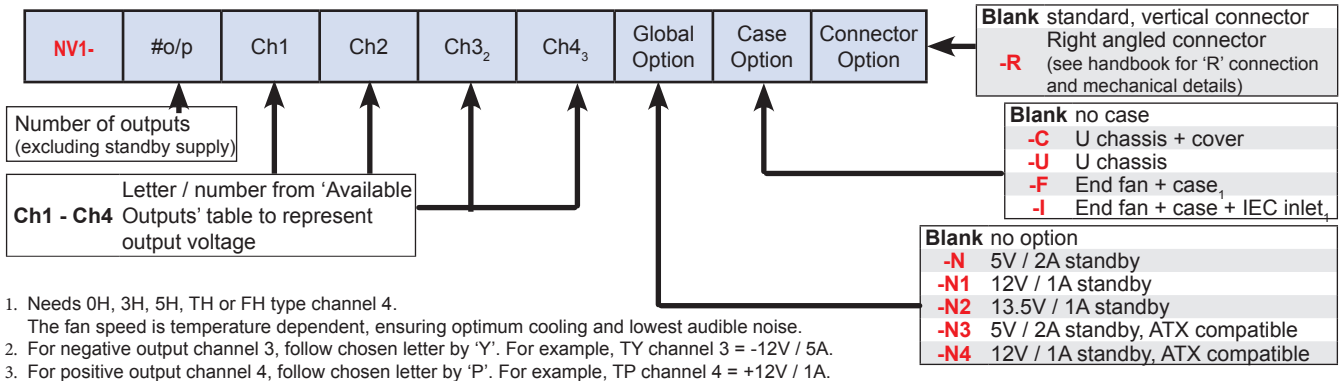 NV1-
#o/p
Ch1
Ch2
Ch3₂
Ch4₃
Global
Option
Case
Option
Connector
Option
Blank standard, vertical connector
-R Right angled connector
(see handbook for ‘R’ connection
and mechanical details)
Number of outputs
(excluding standby supply)
Blank no case
-C U chassis + cover
-U U chassis
-F End fan + case₁
-I End fan + case + IEC inlet₁
Ch1 - Ch4 Letter / number from ‘Available
Outputs’ table to represent
output voltage
Blank no option
-N 5V / 2A standby
-N1 12V / 1A standby
-N2 13.5V / 1A standby
-N3 5V / 2A standby, ATX compatible
-N4 12V / 1A standby, ATX compatible
1. Needs 0H, 3H, 5H, TH or FH type channel 4.
The fan speed is temperature dependent, ensuring optimum cooling and lowest audible noise.
2. For negative output channel 3, follow chosen letter by ‘Y’. For example, TY channel 3 = -12V / 5A.
3. For positive output channel 4, follow chosen letter by ‘P’. For example, TP channel 4 = +12V / 1A.